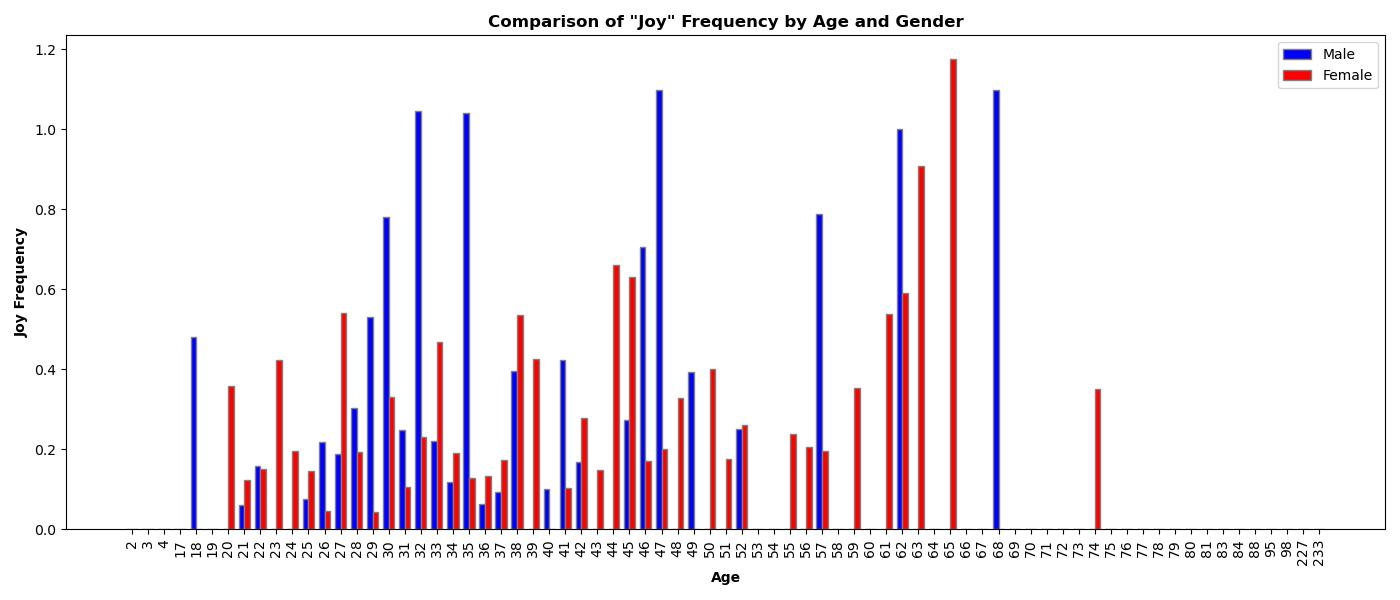 Comparison of "Joy" Frequency by Age and Gender
Male
Female
Joy Frequency
1.2
1.0
0.8
0.6
0.4
0.2
0.0
2 3 4 17 18 19 20 21 22 23 24 25 26 27 28 29 30 31 32 33 34 35 36 37 38 39 40 41 42 43 44 45 46 47 48 49 50 51 52 53 54 55 56 57 58 59 60 61 62 63 64 65 66 67 68 69 70 71 72 73 74 75 76 77 78 79 80 81 83 84 88 95 98 227 233
Age